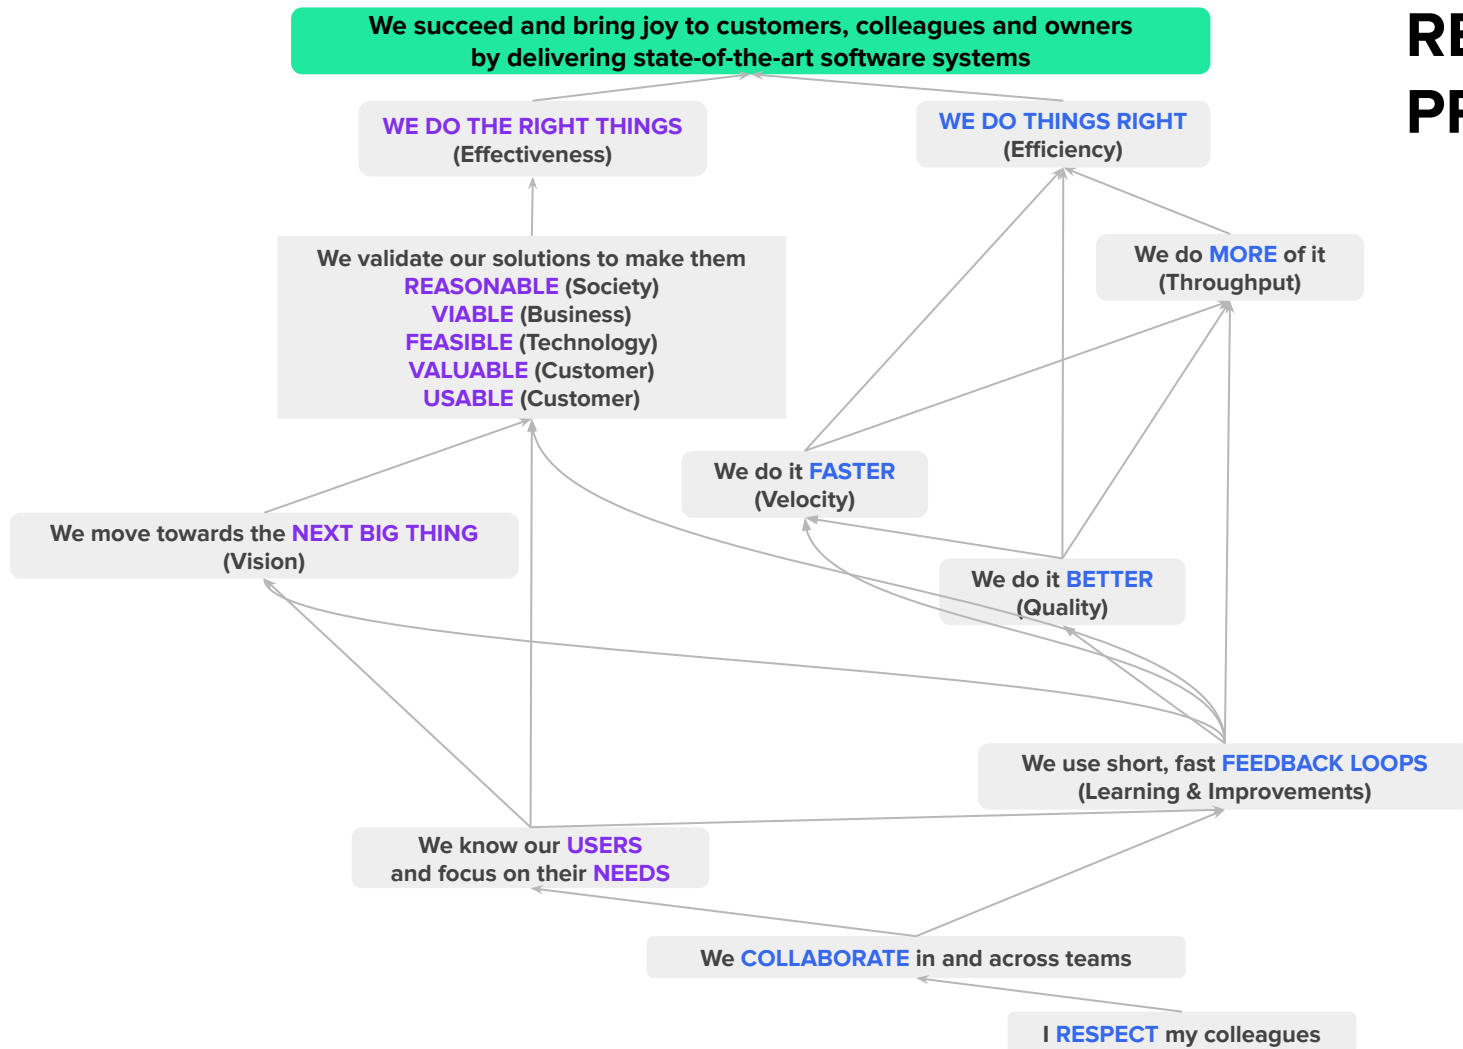 We succeed and bring joy to customers, colleagues and owners
by delivering state-of-the-art software systems
WE DO THE RIGHT THINGS
(Effectiveness)
WE DO THINGS RIGHT
(Efficiency)
We do MORE of it
(Throughput)
We validate our solutions to make them
REASONABLE (Society)
VIABLE (Business)
FEASIBLE (Technology)
VALUABLE (Customer)
USABLE (Customer)
We do it FASTER
(Velocity)
We move towards the NEXT BIG THING
(Vision)
We do it BETTER
(Quality)
We use short, fast FEEDBACK LOOPS
(Learning & Improvements)
We know our USERS
and focus on their NEEDS
We COLLABORATE in and across teams
I RESPECT my colleagues